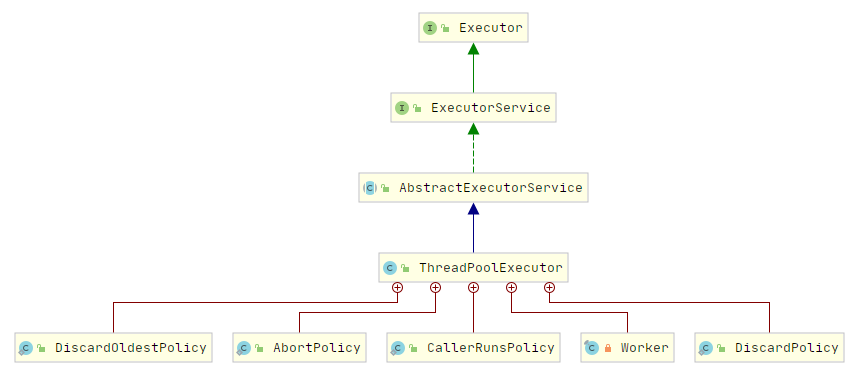 I Executor
I ExecutorService
C AbstractExecutorService
C ThreadPoolExecutor
C DiscardOldestPolicy C AbortPolicy C CallerRunsPolicy C Worker C DiscardPolicy